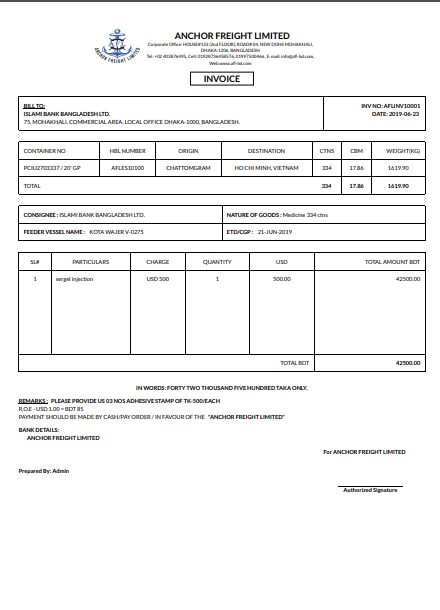 ANCHOR FREIGHT LIMITED
Corporate Office: HOUSE#153 (2nd FLOOR), ROAD#04, NEW DOHS MOHAKHALI,
DHAKA-1206. BANGLADESH
Tel: +02 403876495, Cell: 01928736458576, 01997500466, E-mail: info@afl-bd.com,
Web:www.afl-bd.com
ANCHOR FREIGHT LIMITED
INVOICE
BILL TO:
ISLAMI BANK BANGLADESH LTD.
75, MOHAKHALI, COMMERCIAL AREA, LOCAL OFFICE DHAKA-1000, BANGLADESH.
INV NO: AFLINV10001
DATE: 2019-06-23
CONTAINER NO HBL NUMBER ORIGIN DESTINATION CTNS CBM WEIGHT(KG)
PCIU2703337 / 20' GP AFLES10100 CHATTOMGRAM HO CHI MINH, VIETNAM 334 17.86 1619.90
TOTAL 334 17.86 1619.90
CONSIGNEE : ISLAMI BANK BANGLADESH LTD. NATURE OF GOODS : Medicine 334 ctns
FEEDER VESSEL NAME : KOTA WAJER V-0275 ETD/CGP : 21-JUN-2019
SL# PARTICULARS CHARGE QUANTITY USD TOTAL AMOUNT BDT
1 sergel injection USD 500 1 500.00 42500.00
TOTAL BDT 42500.00
IN WORDS: FORTY TWO THOUSAND FIVE HUNDRED TAKA ONLY.
REMARKS : PLEASE PROVIDE US 03 NOS ADHESIVE STAMP OF TK-500/EACH
R.O.E - USD 1.00 = BDT 85
PAYMENT SHOULD BE MADE BY CASH/PAY ORDER / IN FAVOUR OF THE "ANCHOR FREIGHT LIMITED"
BANK DETAILS:
ANCHOR FREIGHT LIMITED
For ANCHOR FREIGHT LIMITED
Prepared By: Admin
Authorized Signature